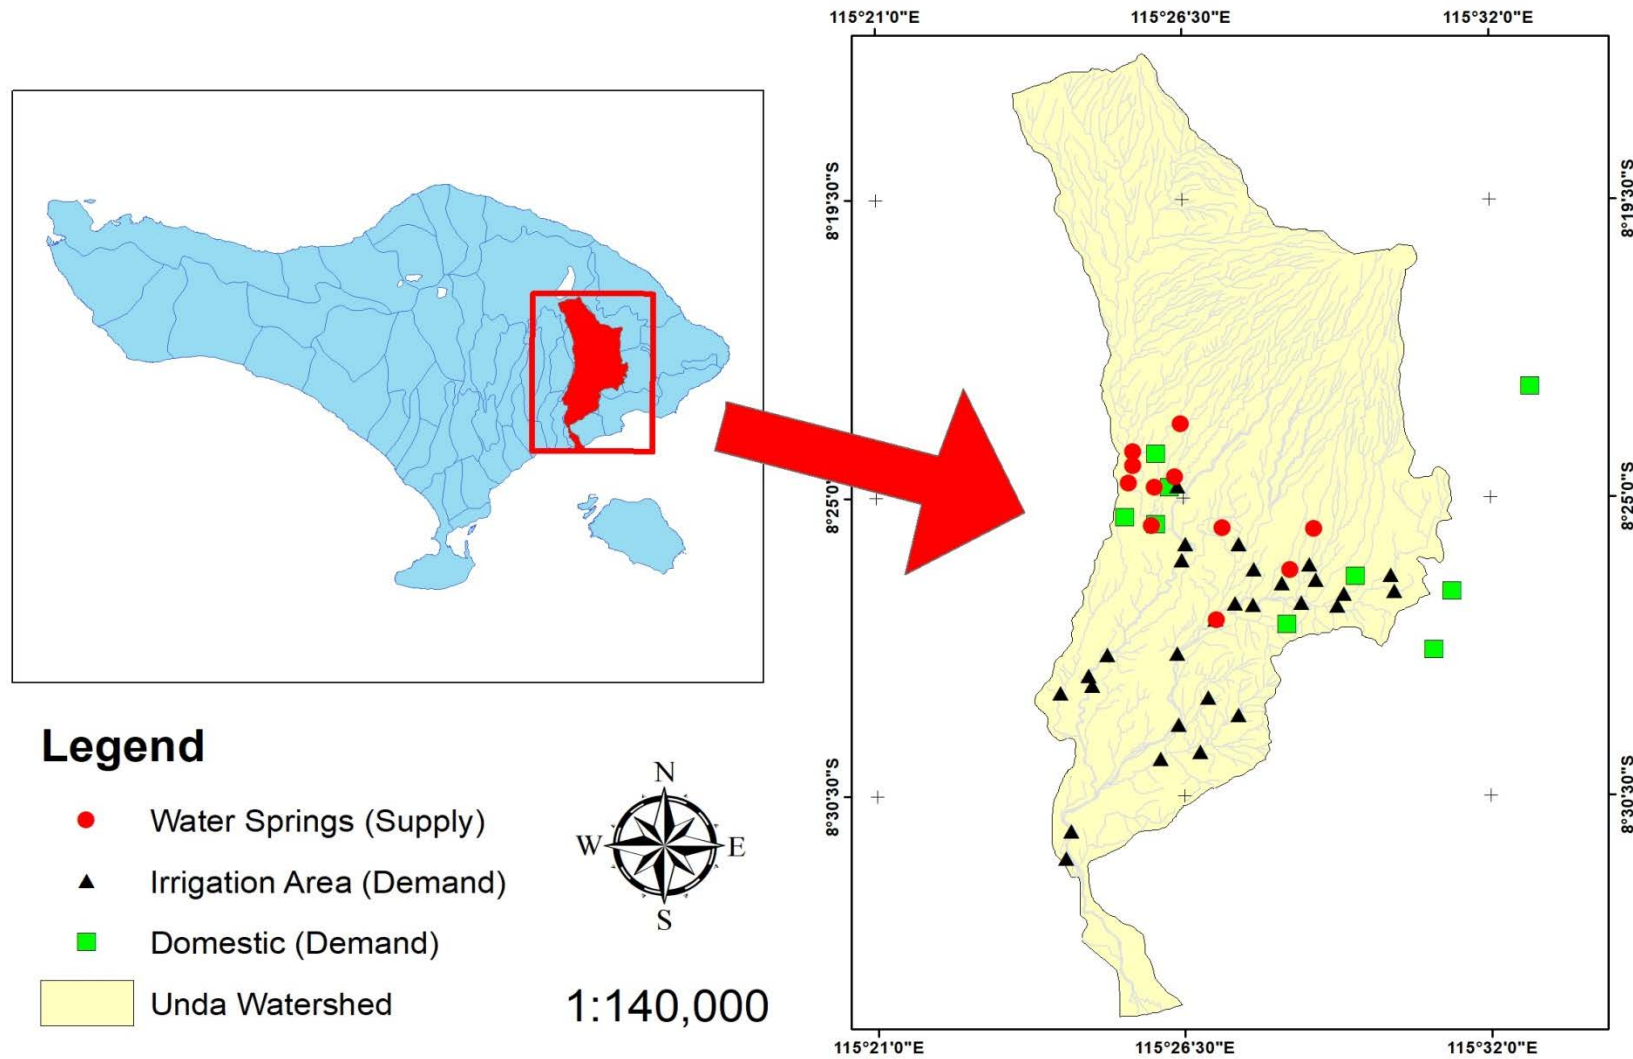 115°21'0"E
115°26'30"E
115°32'0"E
8°19'30"S
8°19'30"S
8°25'0"S
8°25'0"S
8°30'30"S
8°30'30"S
115°21'0"E
115°26'30"E
115°32'0"E
Legend
Water Springs (Supply)
Irrigation Area (Demand)
Domestic (Demand)
Unda Watershed
N
W
E
S
1:140,000